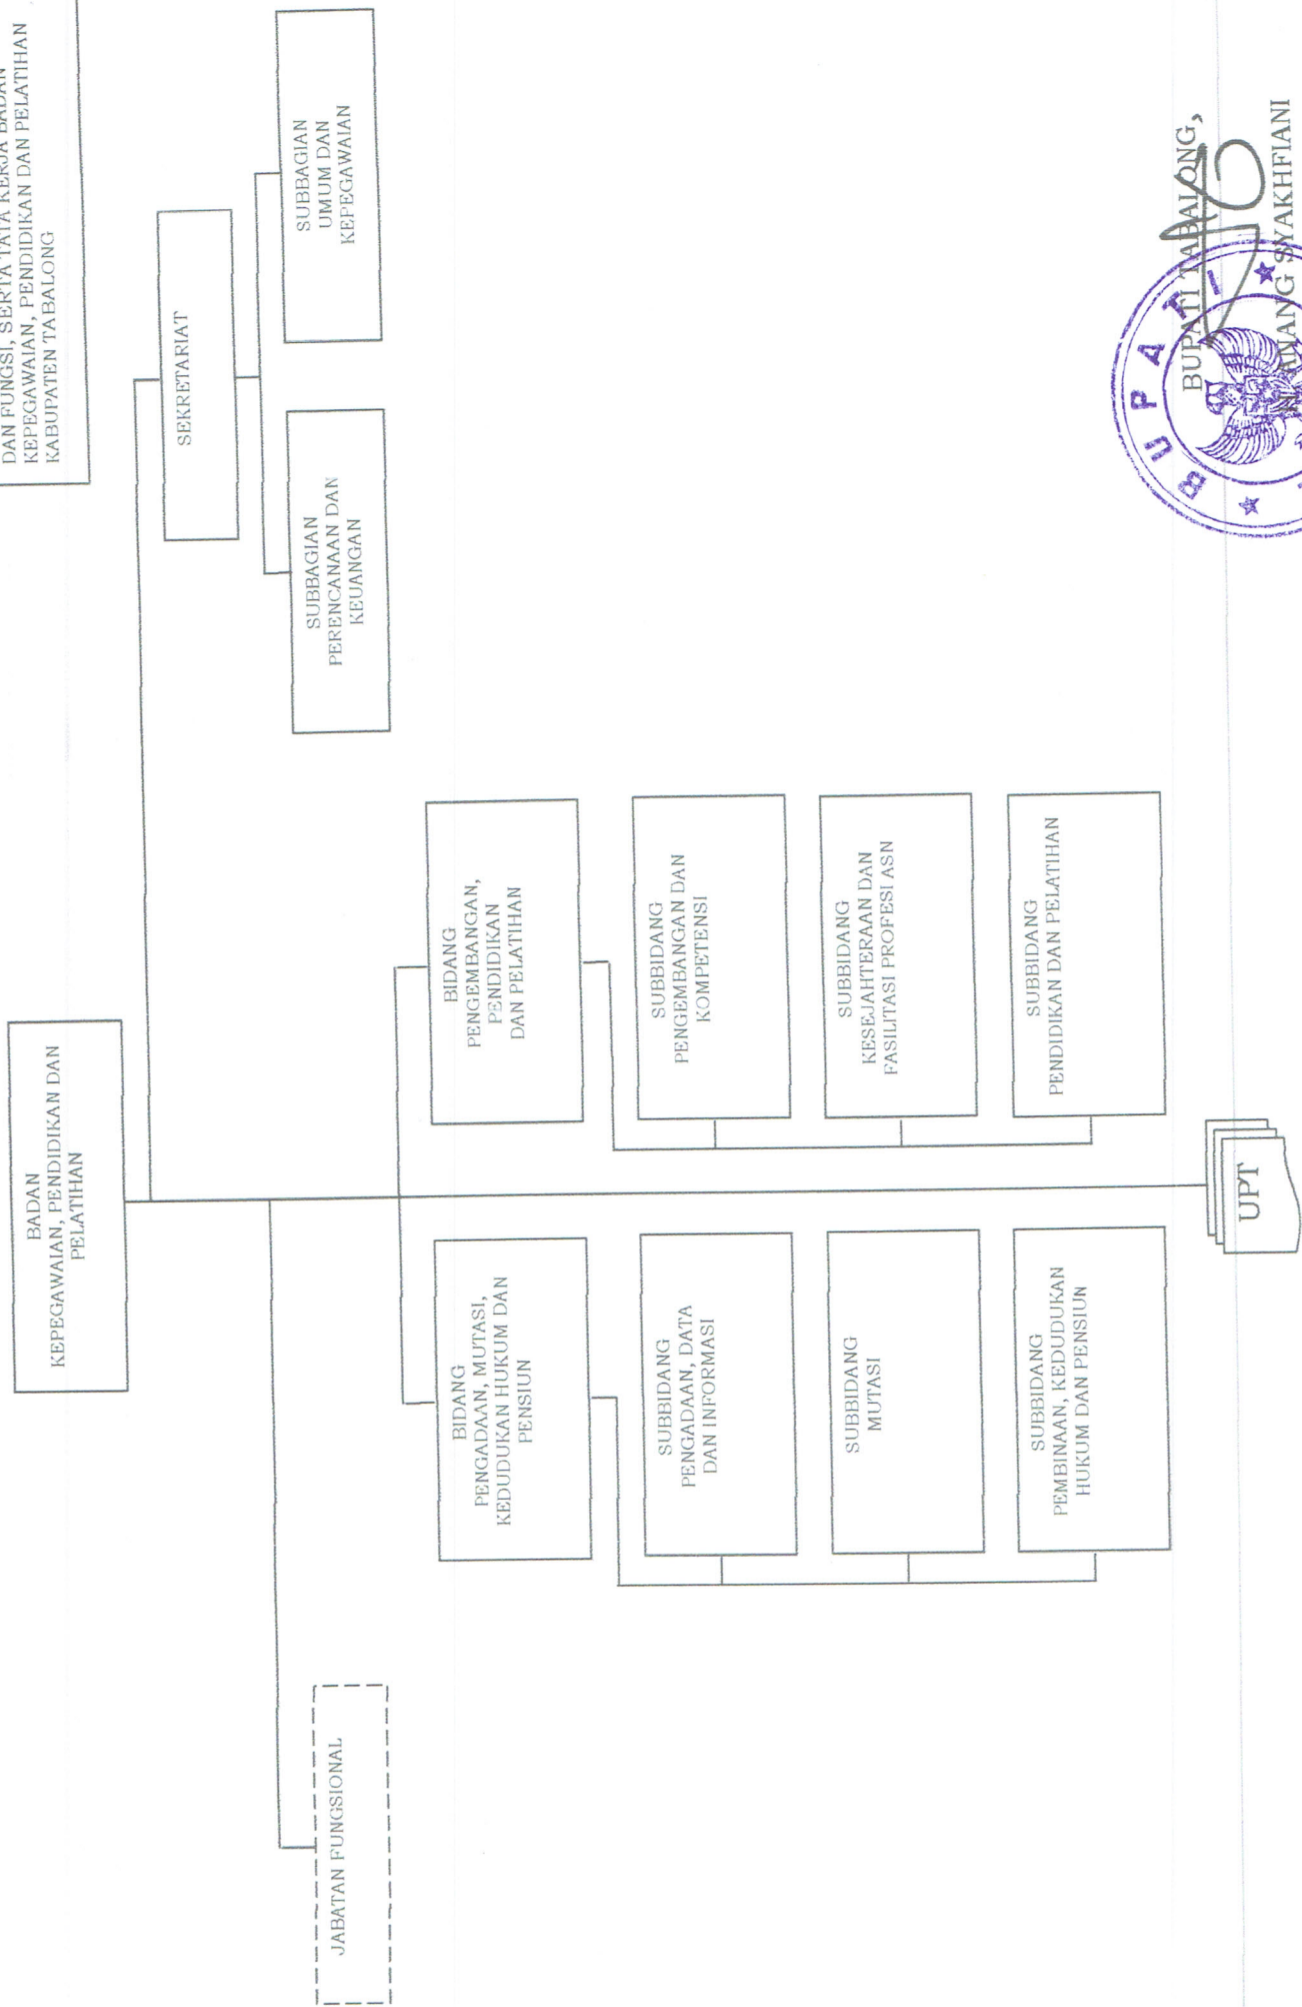 DAN FUNGSI, SERTA TATA KERJA BADAN
KEPEGAWAIAN, PENDIDIKAN DAN PELATIHAN
KABUPATEN TABALONG
BADAN
KEPEGAWAIAN, PENDIDIKAN DAN
PELATIHAN
SEKRETARIAT
SUBBAGIAN
PERENCANAAN DAN
KEUANGAN
SUBBAGIAN
UMUM DAN
KEPEGAWAIAN
JABATAN FUNGSIONAL
BIDANG
PENGADAAN, MUTASI,
KEDUDUKAN HUKUM DAN
PENSIUN
BIDANG
PENGEMBANGAN,
PENDIDIKAN
DAN PELATIHAN
SUBBIDANG
PENGADAAN, DATA
DAN INFORMASI
SUBBIDANG
PENGEMBANGAN DAN
KOMPETENSI
SUBBIDANG
MUTASI
SUBBIDANG
KESEJAHTERAAN DAN
FASILITASI PROFESI ASN
SUBBIDANG
PEMBINAAN, KEDUDUKAN
HUKUM DAN PENSIUN
SUBBIDANG
PENDIDIKAN DAN PELATIHAN
UPT
BUPATI TABALONG,
BUPATI
ANANG SYAKHFIANI